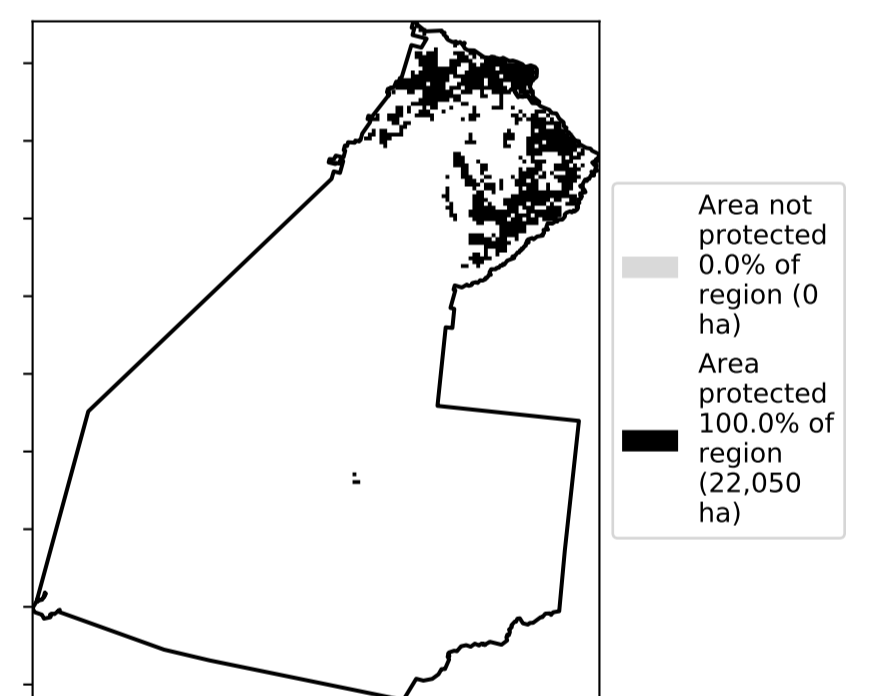 Area not
protected
0.0% of
region (0
ha)
Area
protected
100.0% of
region
(22,050
ha)